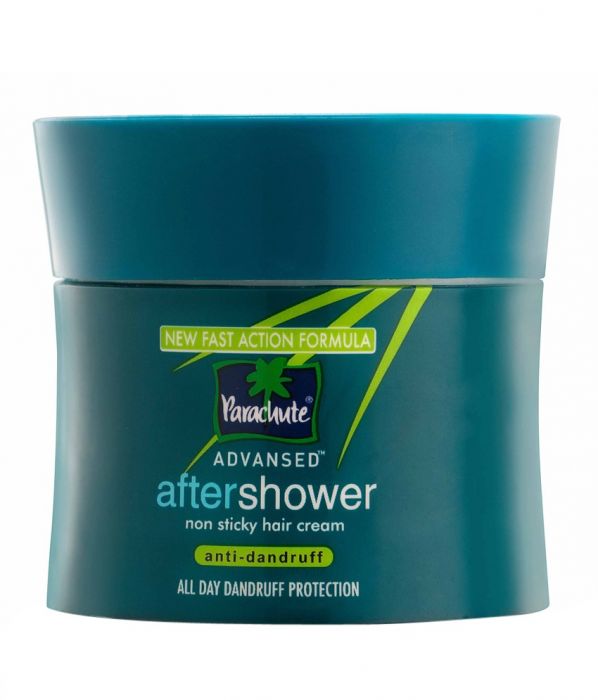 NEW FAST ACTION FORMULA
Parachute®
ADVANSED™
aftershower
non sticky hair cream
anti-dandruff
ALL DAY DANDRUFF PROTECTION